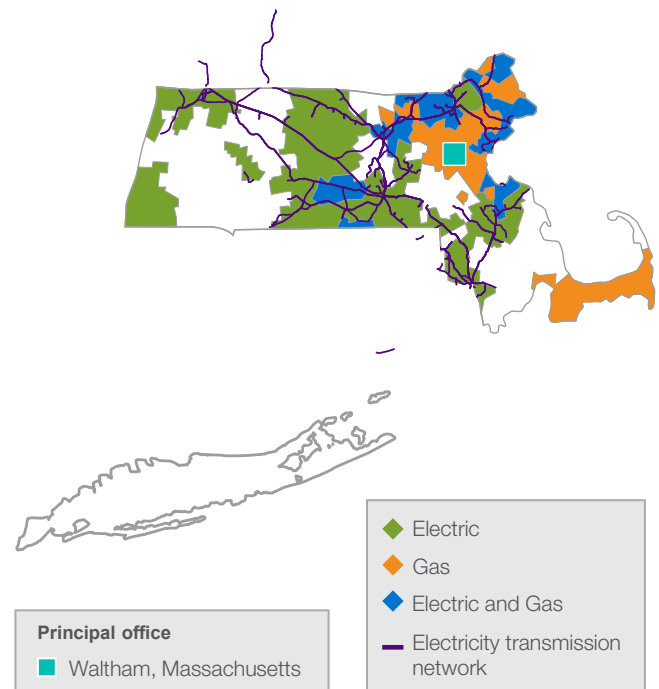 Electric
Gas
Electric and Gas
Electricity transmission
network
Principal office
Waltham, Massachusetts